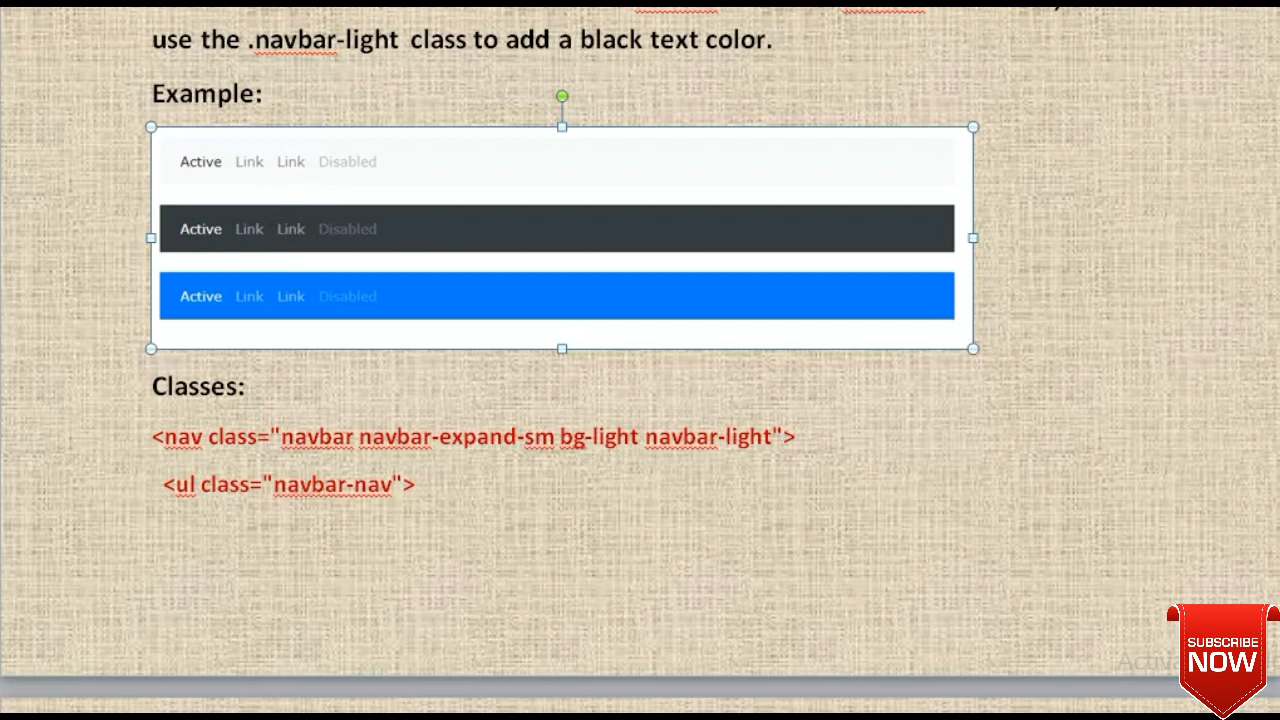 use the .navbar-light class to add a black text color.
Example:
Active Link Link Disabled
Active Link Link Disabled
Active Link Link Disabled
Classes:
<nav class="navbar navbar-expand-sm bg-light navbar-light">
<ul class="navbar-nav">
SUBSCRIBE
NOW